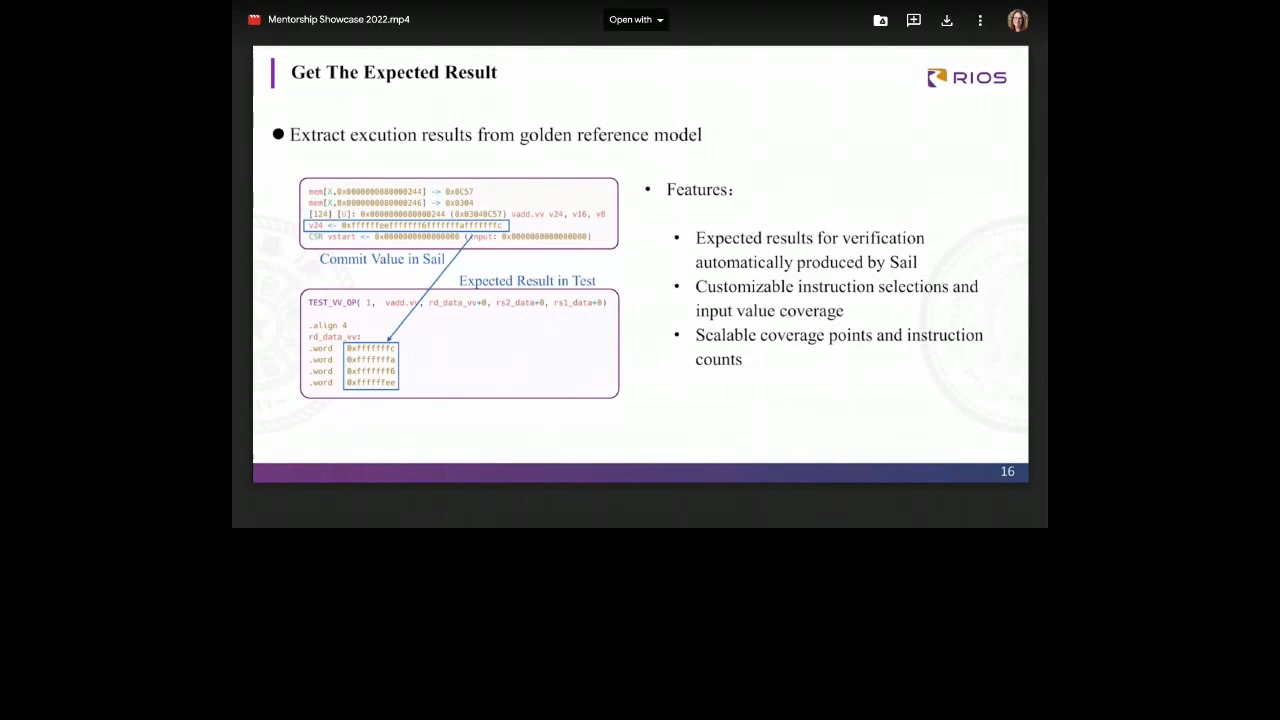 Mentorship Showcase 2022.mp4
Open with
Get The Expected Result
RIOS
● Extract excution results from golden reference model
mem[X,0x0000000080000244] -> 0x0C57
mem[X,0x0000000080000246] -> 0x0304
[124] [U]: 0x0000000080000244 (0x03040C57) vadd.vv v24, v16, v8
v24 <- 0xffffffeefffffff6fffffffafffffffc
CSR vstart <- 0x0000000000000000 (input: 0x0000000000000000)
Commit Value in Sail
Expected Result in Test
TEST_VV_OP( 1, vadd.vv, rd_data_vv+0, rs2_data+0, rs1_data+0)
.align 4
rd_data_vv:
.word 0xfffffffc
.word 0xfffffffa
.word 0xfffffff6
.word 0xffffffee
• Features：
• Expected results for verification
automatically produced by Sail
• Customizable instruction selections and
input value coverage
• Scalable coverage points and instruction
counts
16